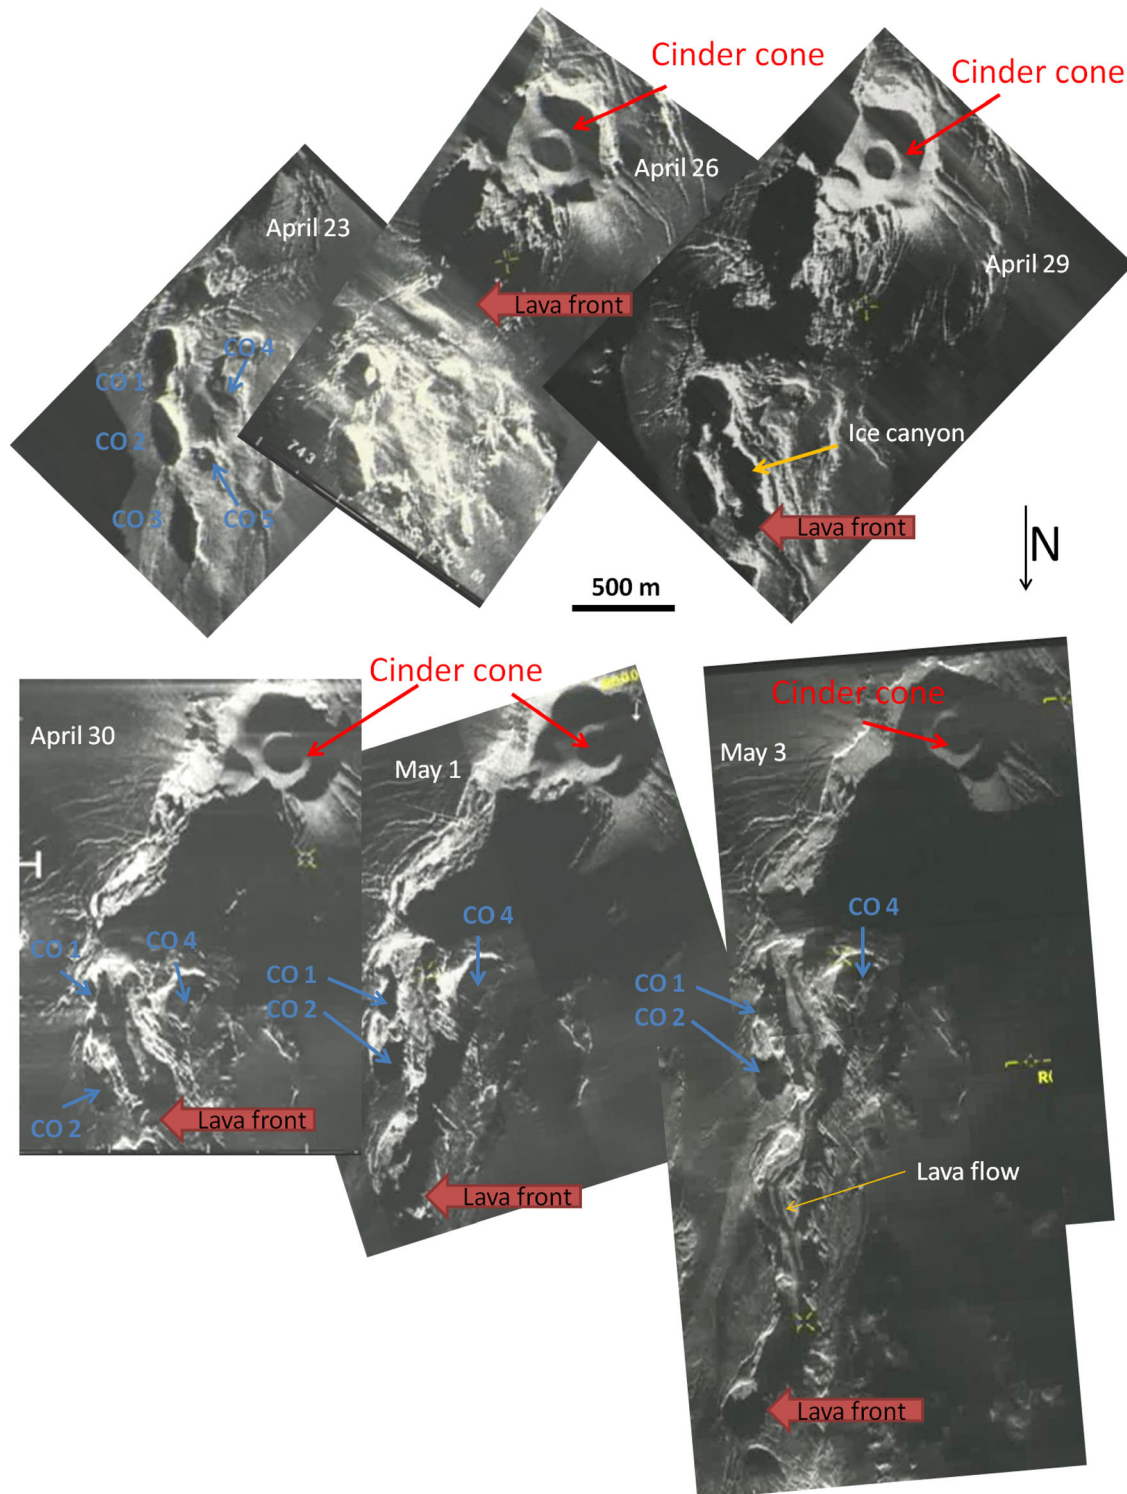 Cinder cone
Cinder cone
April 26
April 23
April 29
Lava front
CO 4
CO 1
CO 2
Ice canyon
743
CO 3
CO 5
Lava front
M
N
500 m
Cinder cone
Cinder cone
April 30
May 1
May 3
CO 4
CO 4
CO 1
CO 4
CO 1
CO 1
CO 2
CO 2
Lava front
CO 2
Lava flow
Lava front
Lava front